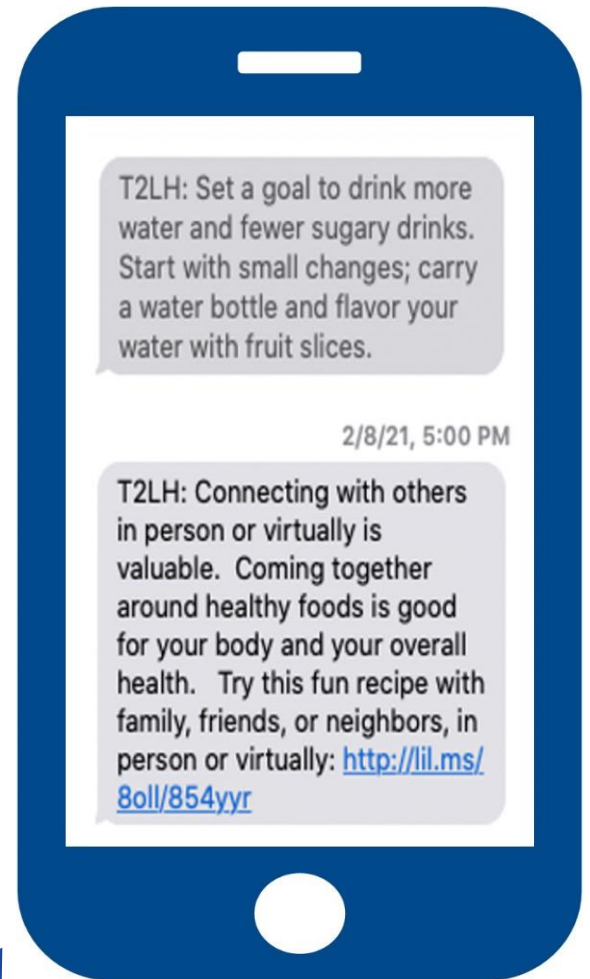 T2LH: Set a goal to drink more
water and fewer sugary drinks.
Start with small changes; carry
a water bottle and flavor your
water with fruit slices.
2/8/21, 5:00 PM
T2LH: Connecting with others
in person or virtually is
valuable.  Coming together
around healthy foods is good
for your body and your overall
health.   Try this fun recipe with
family, friends, or neighbors, in
person or virtually: http://lil.ms/
8oll/854yyr